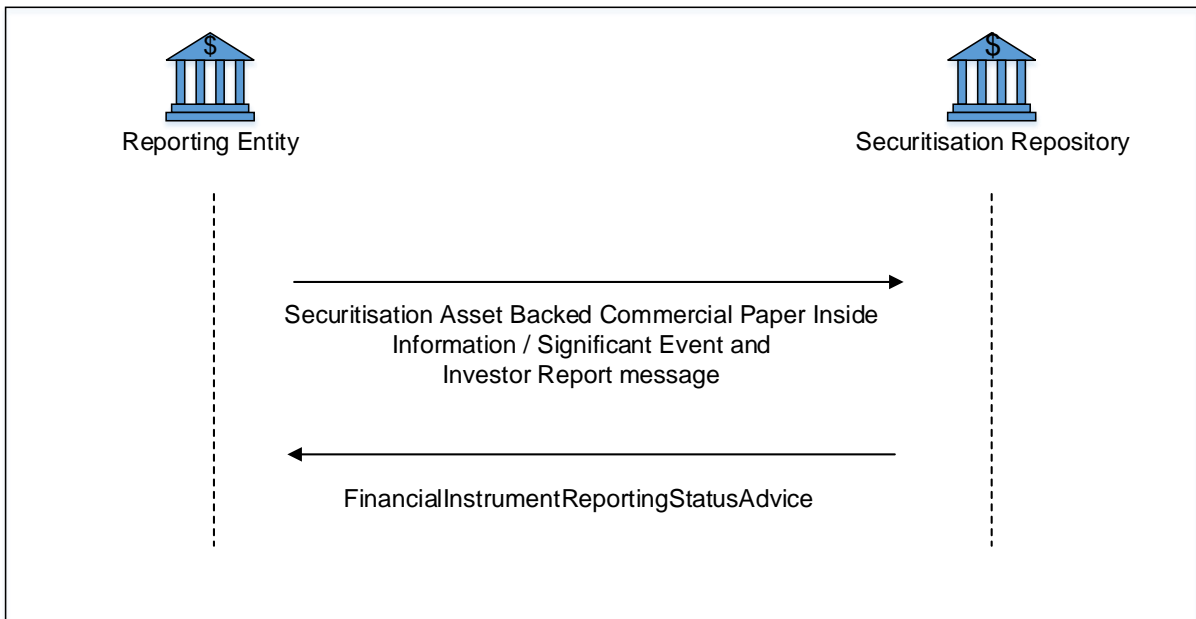 $
$
Reporting Entity
Securitisation Repository
Securitisation Asset Backed Commercial Paper Inside
Information / Significant Event and
Investor Report message
FinancialInstrumentReportingStatusAdvice